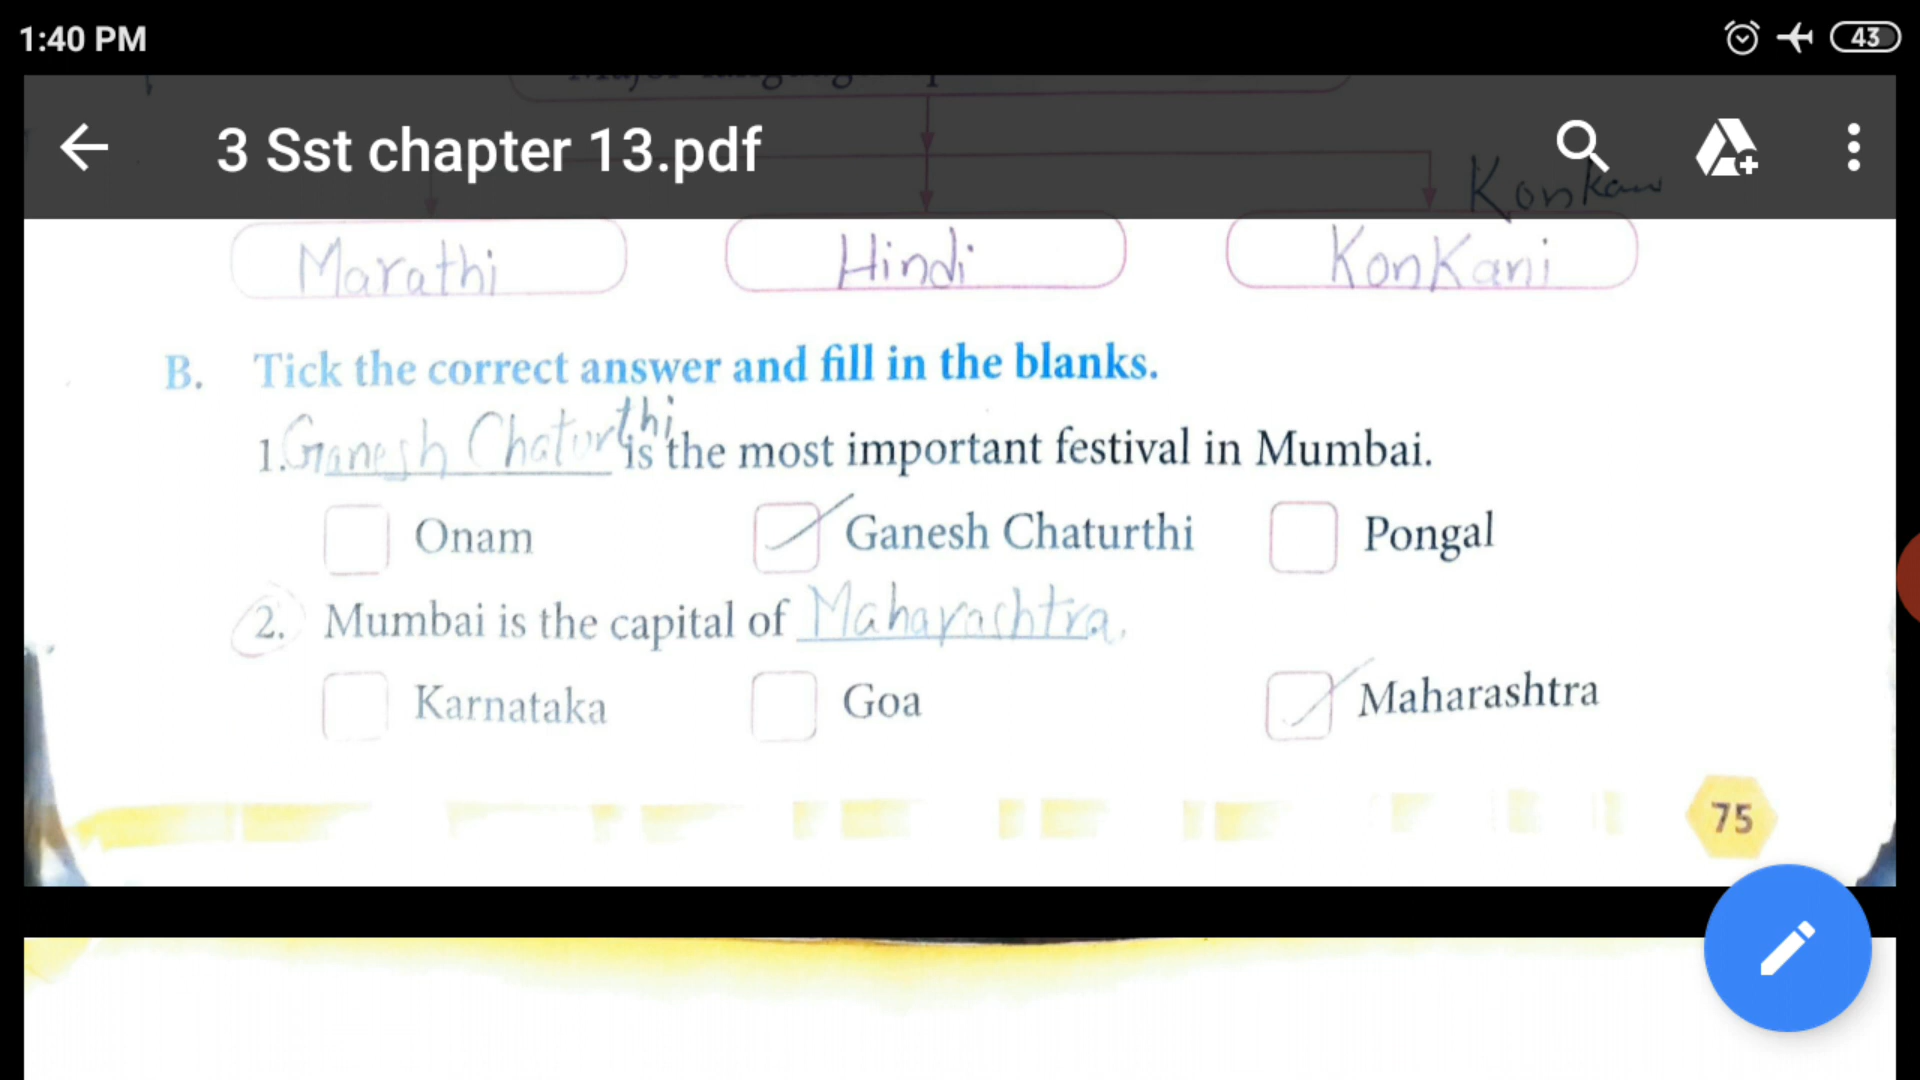 1:40 PM
43
3 Sst chapter 13.pdf
Marathi Hindi KonKani
B. Tick the correct answer and fill in the blanks.
1. Ganesh Chaturthi is the most important festival in Mumbai.
Onam Ganesh Chaturthi Pongal
2. Mumbai is the capital of Maharashtra.
Karnataka Goa Maharashtra
75